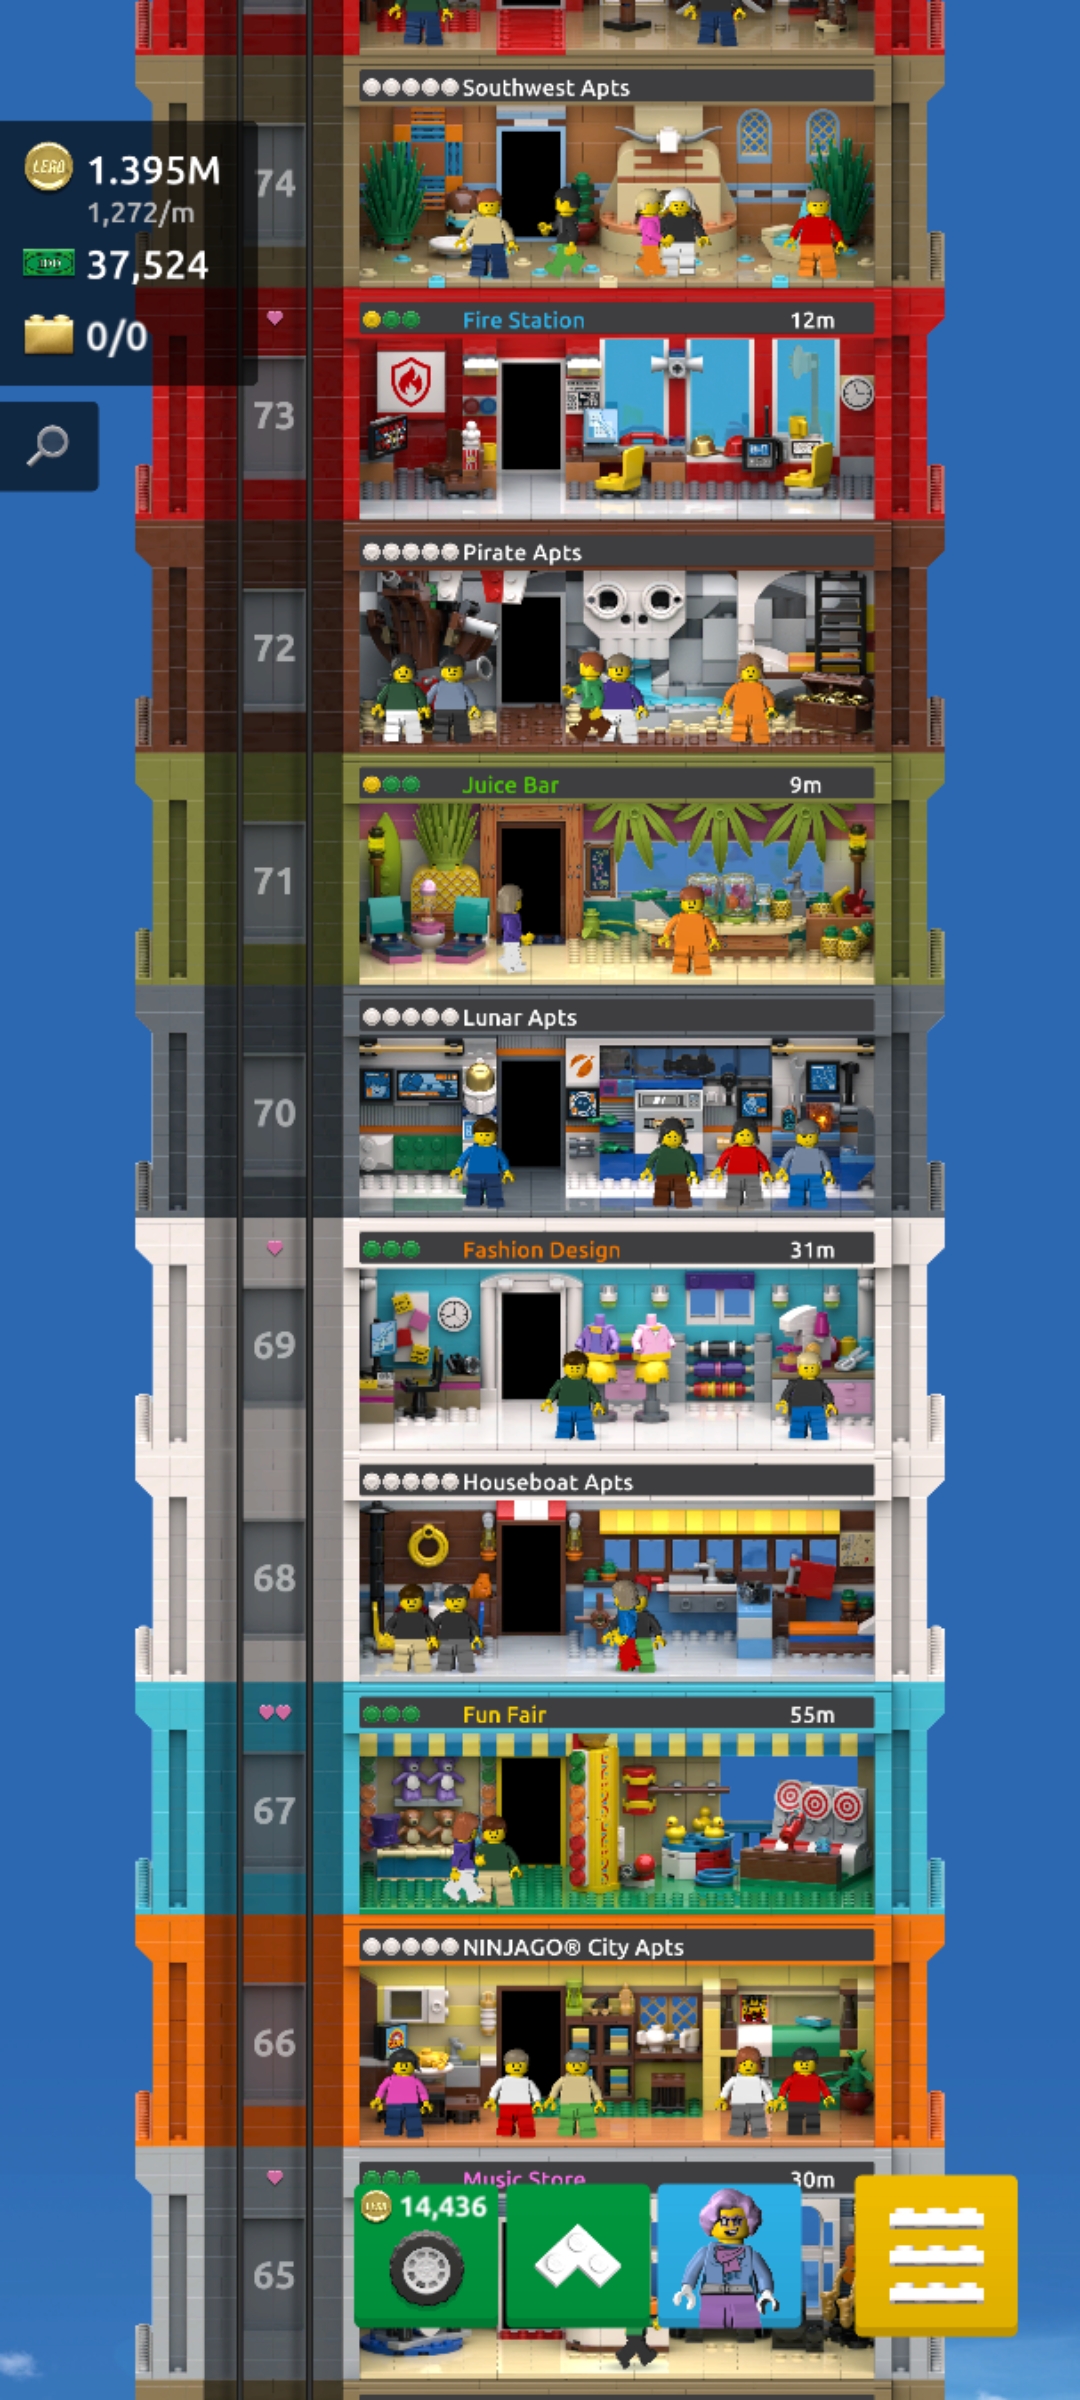 Southwest Apts
LEGO 1.395M
74
1,272/m
37,524
Fire Station 12m
0/0
73
Pirate Apts
72
Juice Bar 9m
71
Lunar Apts
70
Fashion Design 31m
69
Houseboat Apts
68
Fun Fair 55m
67
NINJAGO® City Apts
66
Music Store 30m
14,436
65